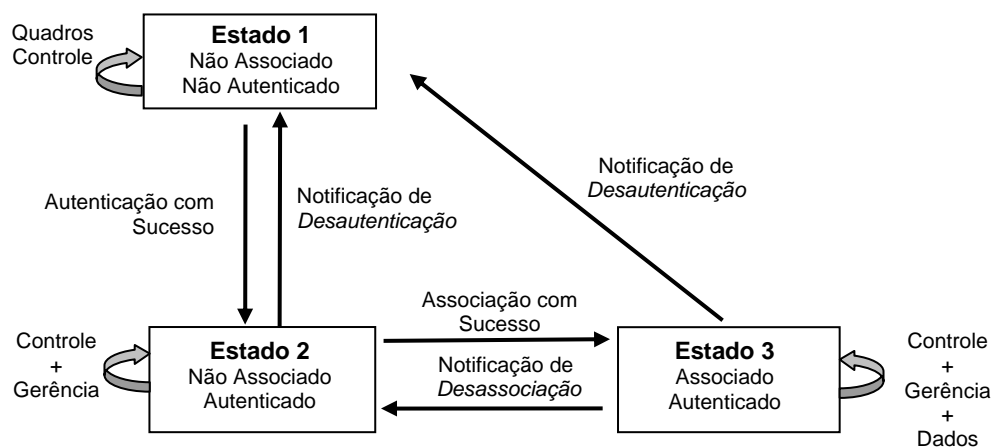 Quadros
Controle
Estado 1
Não Associado
Não Autenticado
Autenticação com
Sucesso
Notificação de
Desautenticação
Notificação de
Desautenticação
Associação com
Sucesso
Notificação de
Desassociação
Controle
+
Gerência
Estado 2
Não Associado
Autenticado
Estado 3
Associado
Autenticado
Controle
+
Gerência
+
Dados